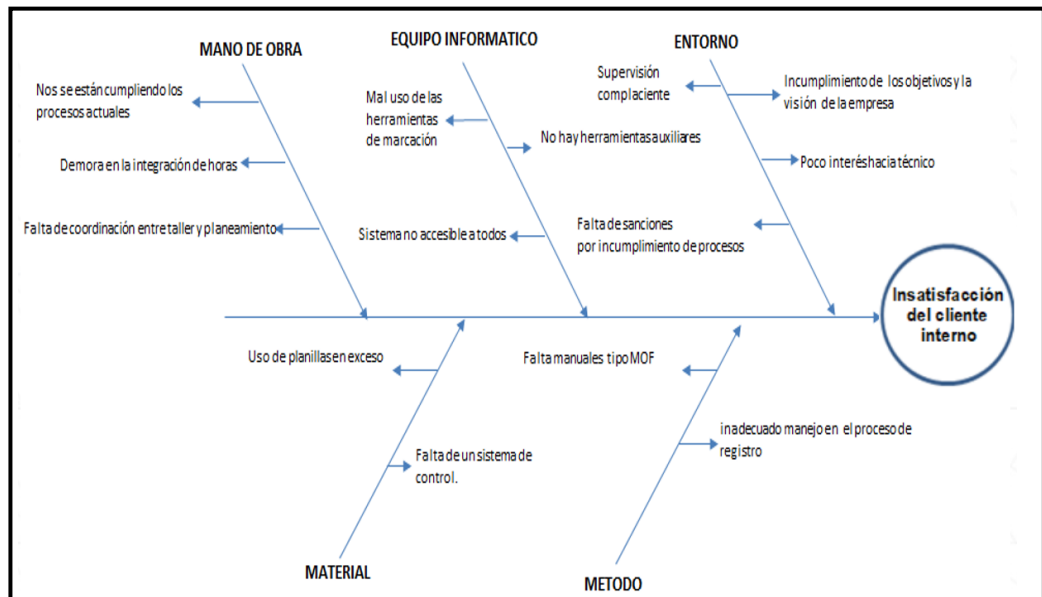 MANO DE OBRA
EQUIPO INFORMATICO
ENTORNO
Nos se están cumpliendo los
procesos actuales
Demora en la integración de horas
Falta de coordinación entre taller y planeamiento
Mal uso de las
herramientas
de marcación
No hay herramientas auxiliares
Sistema no accesible a todos
Supervisión
complaciente
Incumplimiento de los objetivos y la
visión de la empresa
Poco interés hacia técnico
Falta de sanciones
por incumplimiento de procesos
Insatisfacción
del cliente
interno
Uso de planillas en exceso
Falta de un sistema de
control.
Falta manuales tipo MOF
inadecuado manejo en el proceso de
registro
MATERIAL
METODO